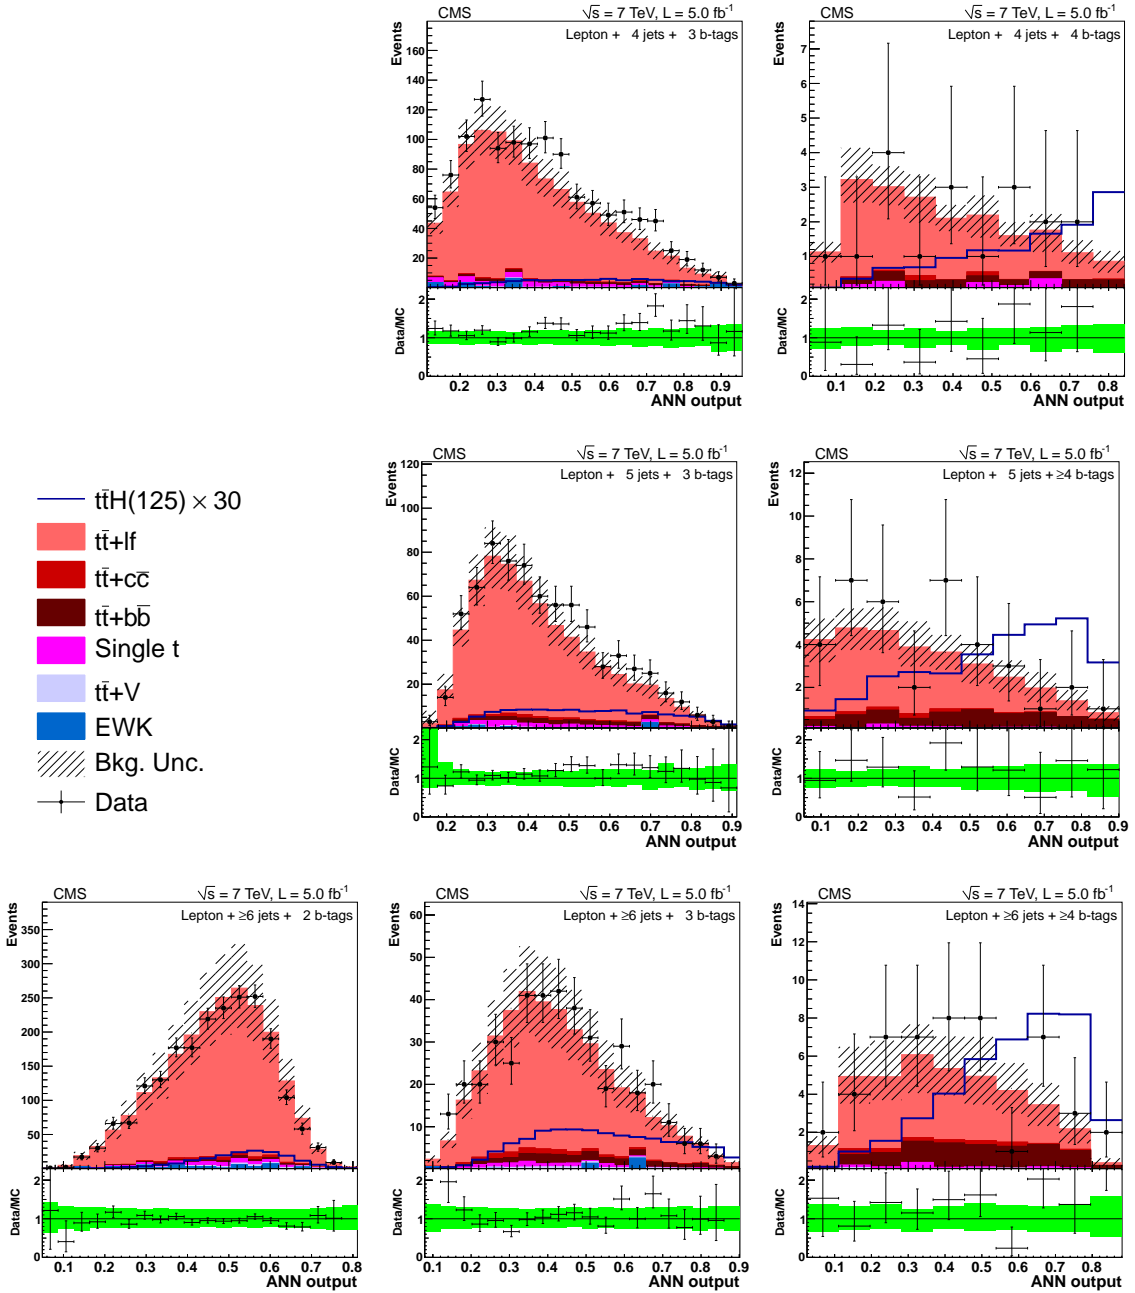 CMS √s = 7 TeV, L = 5.0 fb⁻¹
Lepton + 4 jets + 3 b-tags
Events
160
140
120
100
80
60
40
20
Data/MC
2
1
0
0.2 0.3 0.4 0.5 0.6 0.7 0.8 0.9
ANN output
CMS √s = 7 TeV, L = 5.0 fb⁻¹
Lepton + 4 jets + 4 b-tags
Events
7
6
5
4
3
2
1
Data/MC
2
1
0
0.1 0.2 0.3 0.4 0.5 0.6 0.7 0.8
ANN output
tt̄H(125) × 30
tt̄+lf
tt̄+cc̄
tt̄+bb̄
Single t
tt̄+V
EWK
Bkg. Unc.
Data
CMS √s = 7 TeV, L = 5.0 fb⁻¹
Lepton + 5 jets + 3 b-tags
Events
120
100
80
60
40
20
Data/MC
2
1
0
0.2 0.3 0.4 0.5 0.6 0.7 0.8 0.9
ANN output
CMS √s = 7 TeV, L = 5.0 fb⁻¹
Lepton + 5 jets + ≥4 b-tags
Events
12
10
8
6
4
2
Data/MC
2
1
0
0.1 0.2 0.3 0.4 0.5 0.6 0.7 0.8 0.9
ANN output
CMS √s = 7 TeV, L = 5.0 fb⁻¹
Lepton + ≥6 jets + 2 b-tags
Events
350
300
250
200
150
100
50
Data/MC
2
1
0
0.1 0.2 0.3 0.4 0.5 0.6 0.7 0.8
ANN output
CMS √s = 7 TeV, L = 5.0 fb⁻¹
Lepton + ≥6 jets + 3 b-tags
Events
60
50
40
30
20
10
Data/MC
2
1
0
0.1 0.2 0.3 0.4 0.5 0.6 0.7 0.8 0.9
ANN output
CMS √s = 7 TeV, L = 5.0 fb⁻¹
Lepton + ≥6 jets + ≥4 b-tags
Events
14
12
10
8
6
4
2
Data/MC
2
1
0
0.1 0.2 0.3 0.4 0.5 0.6 0.7 0.8
ANN output